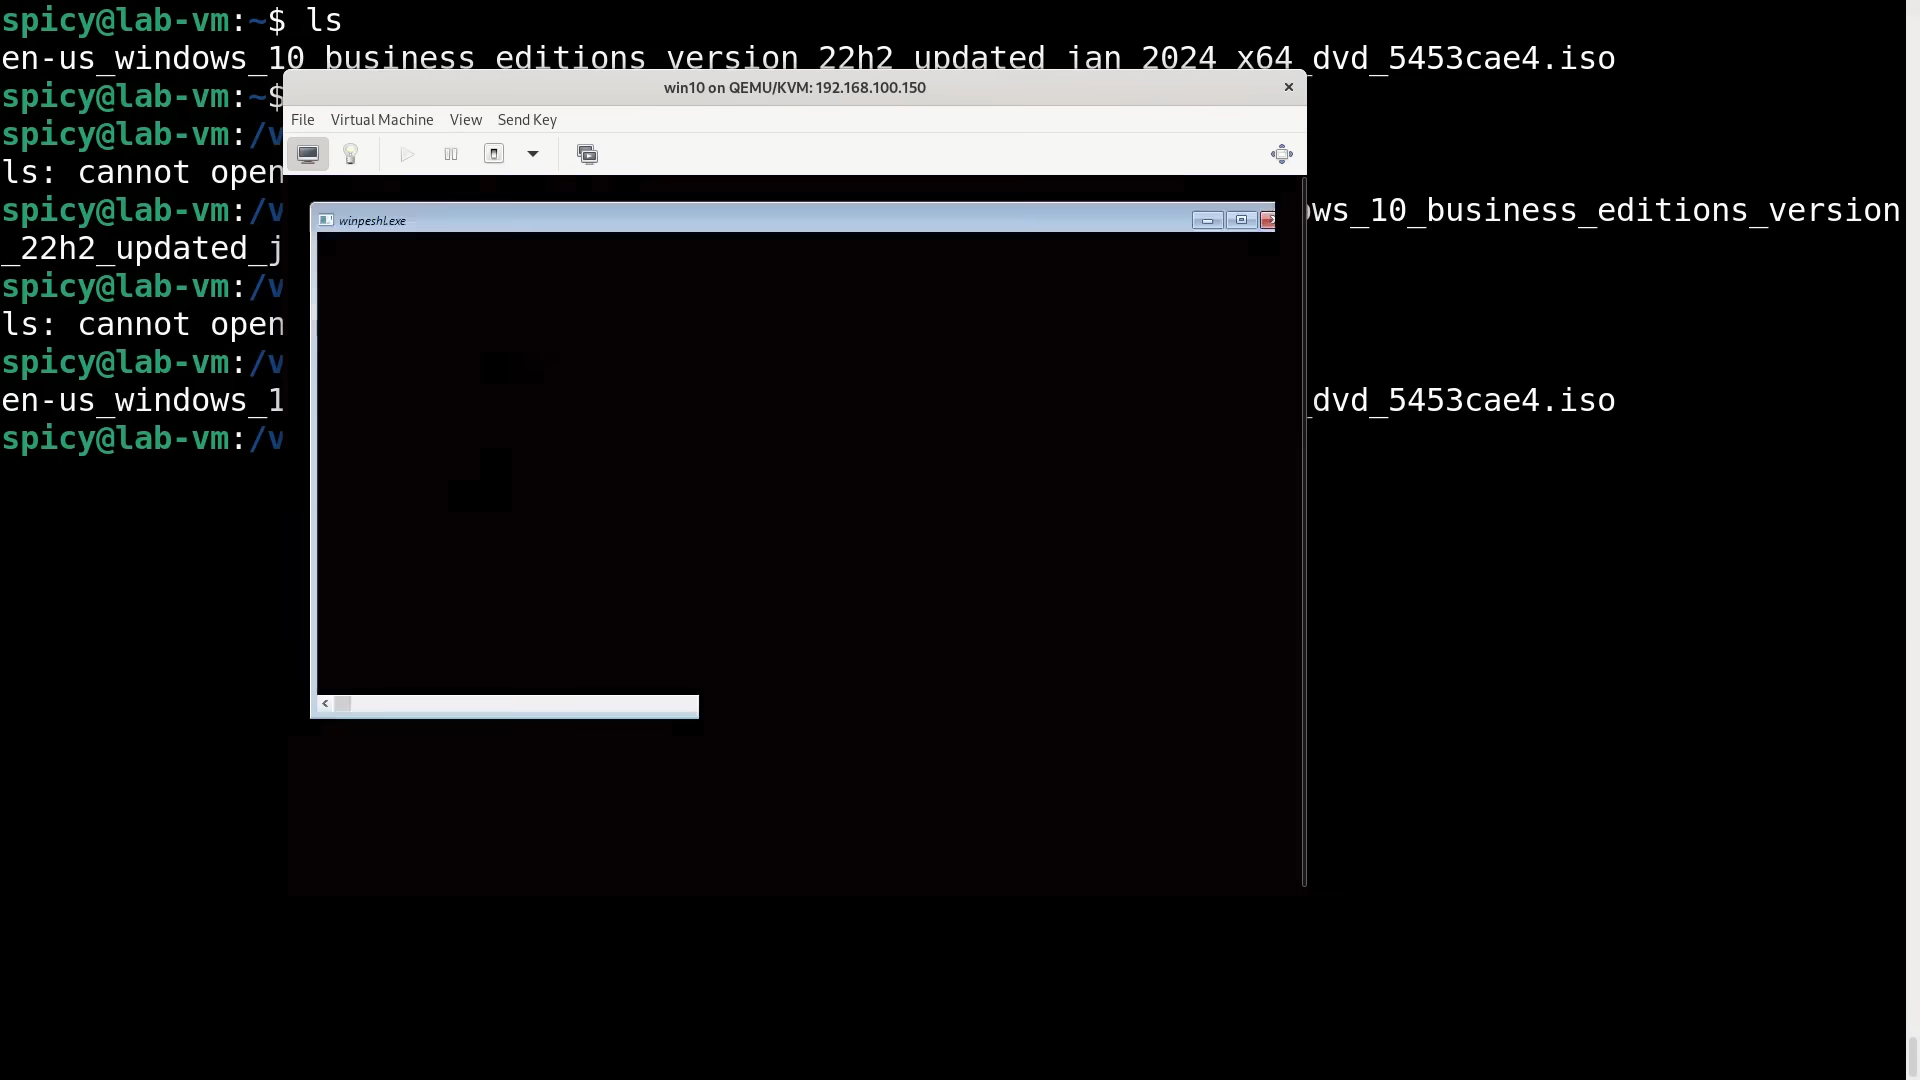 spicy@lab-vm:~$ ls
en-us_windows_10_business_editions_version_22h2_updated_jan_2024_x64_dvd_5453cae4.iso
spicy@lab-vm:~$
win10 on QEMU/KVM: 192.168.100.150
File Virtual Machine View Send Key
spicy@lab-vm:/v
ls: cannot open
winpeshl.exe
spicy@lab-vm:/v ows_10_business_editions_version
_22h2_updated_j
spicy@lab-vm:/v
ls: cannot open
spicy@lab-vm:/v
en-us_windows_1 _dvd_5453cae4.iso
spicy@lab-vm:/v